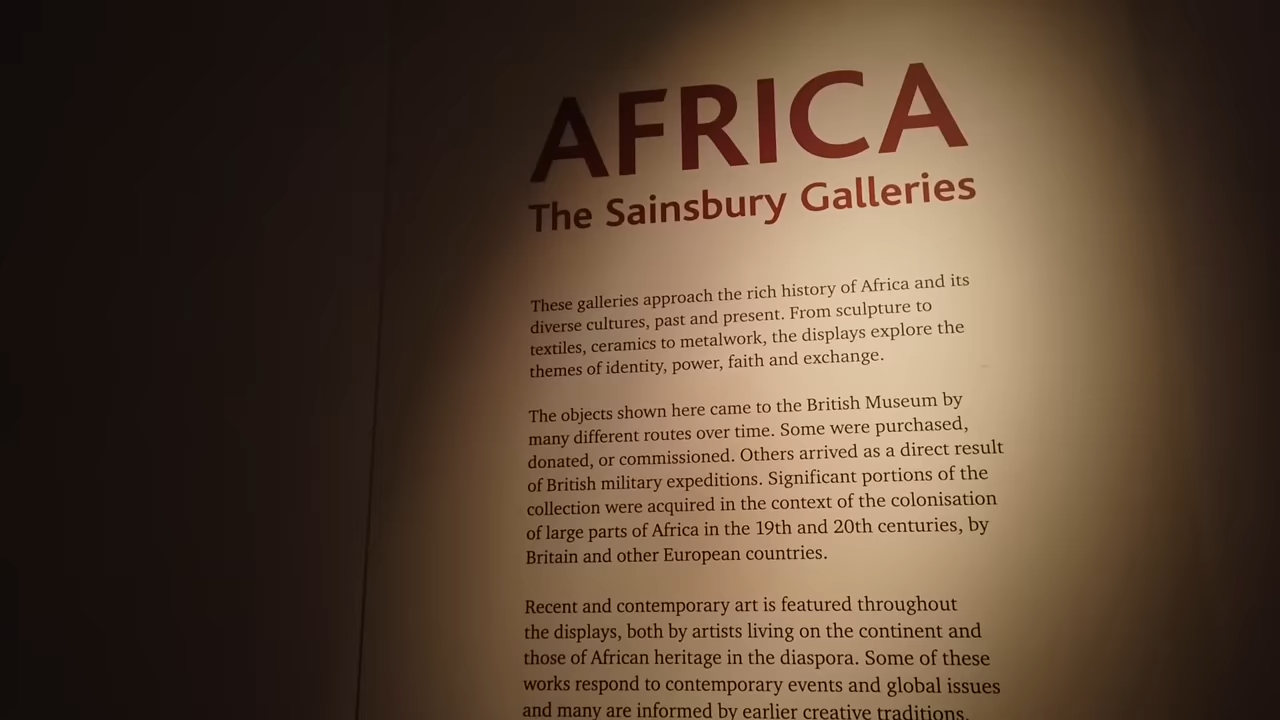 AFRICA
The Sainsbury Galleries
These galleries approach the rich history of Africa and its
diverse cultures, past and present. From sculpture to
textiles, ceramics to metalwork, the displays explore the
themes of identity, power, faith and exchange.
The objects shown here came to the British Museum by
many different routes over time. Some were purchased,
donated, or commissioned. Others arrived as a direct result
of British military expeditions. Significant portions of the
collection were acquired in the context of the colonisation
of large parts of Africa in the 19th and 20th centuries, by
Britain and other European countries.
Recent and contemporary art is featured throughout
the displays, both by artists living on the continent and
those of African heritage in the diaspora. Some of these
works respond to contemporary events and global issues
and many are informed by earlier creative traditions.